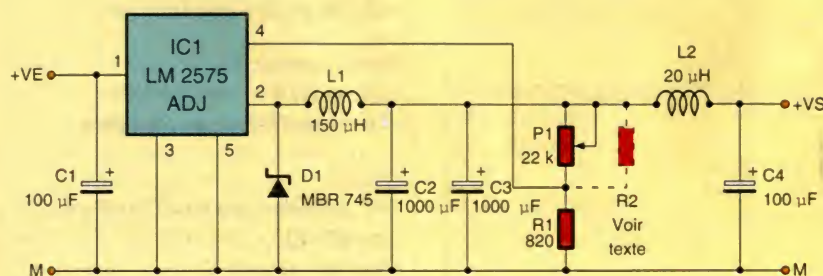 IC1
LM 2575
ADJ
1
4
2
3
5
+VE
L1
150 µH
L2
20 µH
+VS
C1
100 µF
+
D1
MBR 745
+
C2
1000 µF
+
C3
1000 µF
P1
22 k
R1
820
R2
Voir
texte
+
C4
100 µF
M
M